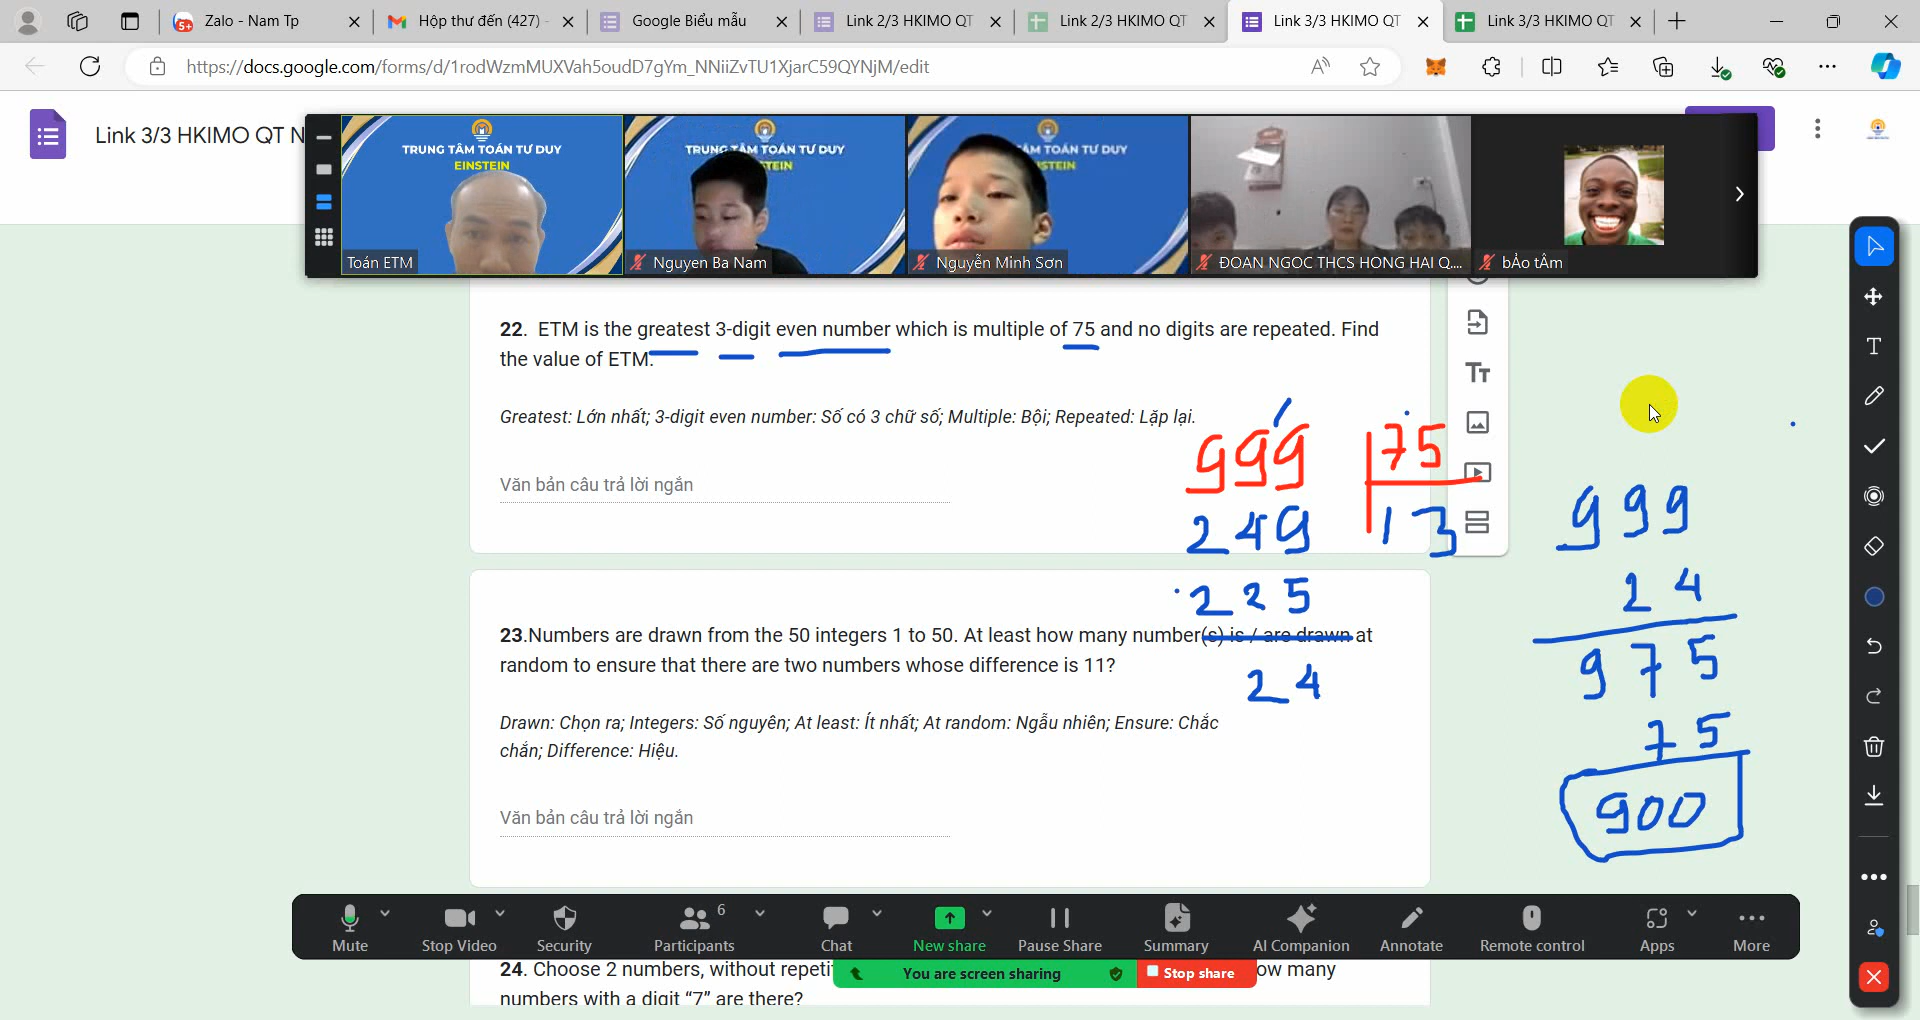 Zalo - Nam Tp
Hộp thư đến (427) -
Google Biểu mẫu
Link 2/3 HKIMO QT
Link 2/3 HKIMO QT
Link 3/3 HKIMO QT
Link 3/3 HKIMO QT
https://docs.google.com/forms/d/1rodWzmMUXVah5oudD7gYm_NNiiZvTU1XjarC59QYNjM/edit
Link 3/3 HKIMO QT N
TRUNG TÂM TOÁN TƯ DUY
EINSTEIN
Toán ETM
TRUNG TÂM TOÁN TƯ DUY
STEIN
Nguyen Ba Nam
ÂM TOÁN TƯ DUY
STEIN
Nguyễn Minh Sơn
ĐOAN NGOC THCS HONG HAI Q....
bảo tâm
22. ETM is the greatest 3-digit even number which is multiple of 75 and no digits are repeated. Find
the value of ETM.
Greatest: Lớn nhất; 3-digit even number: Số có 3 chữ số; Multiple: Bội; Repeated: Lặp lại.
Văn bản câu trả lời ngắn
999 75
249 13
225
24
999
24
975
75
900
23.Numbers are drawn from the 50 integers 1 to 50. At least how many number(s) is / are drawn at
random to ensure that there are two numbers whose difference is 11?
Drawn: Chọn ra; Integers: Số nguyên; At least: Ít nhất; At random: Ngẫu nhiên; Ensure: Chắc
chắn; Difference: Hiệu.
Văn bản câu trả lời ngắn
Mute
Stop Video
Security
Participants
6
Chat
New share
Pause Share
Summary
AI Companion
Annotate
Remote control
Apps
More
You are screen sharing
Stop share
24. Choose 2 numbers, without repeti
ow many
numbers with a digit “7” are there?